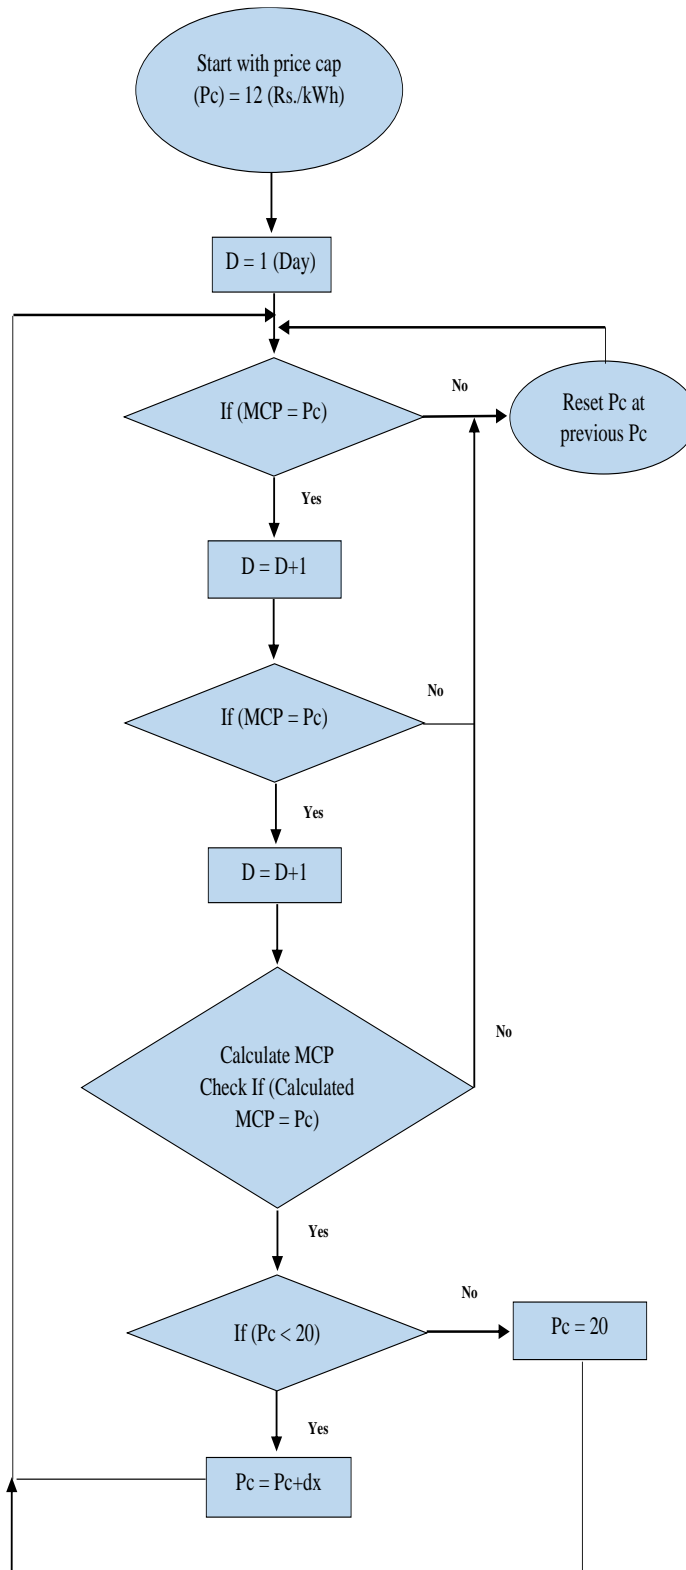 Start with price cap
(Pc) = 12 (Rs./kWh)
D = 1 (Day)
If (MCP = Pc)
No
Reset Pc at
previous Pc
Yes
D = D+1
If (MCP = Pc)
No
Yes
D = D+1
Calculate MCP
Check If (Calculated
MCP = Pc)
No
Yes
If (Pc < 20)
No
Pc = 20
Yes
Pc = Pc+dx